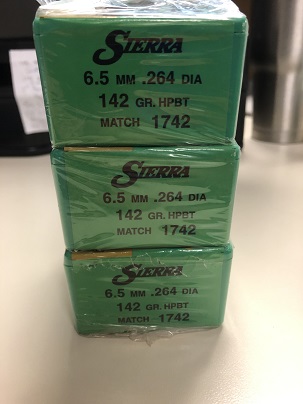 SIERRA
6.5 MM .264 DIA
142 GR. HPBT
MATCH 1742
SIERRA
6.5 MM .264 DIA
142 GR. HPBT
MATCH 1742
SIERRA
6.5 MM .264 DIA
142 GR. HPBT
MATCH 1742